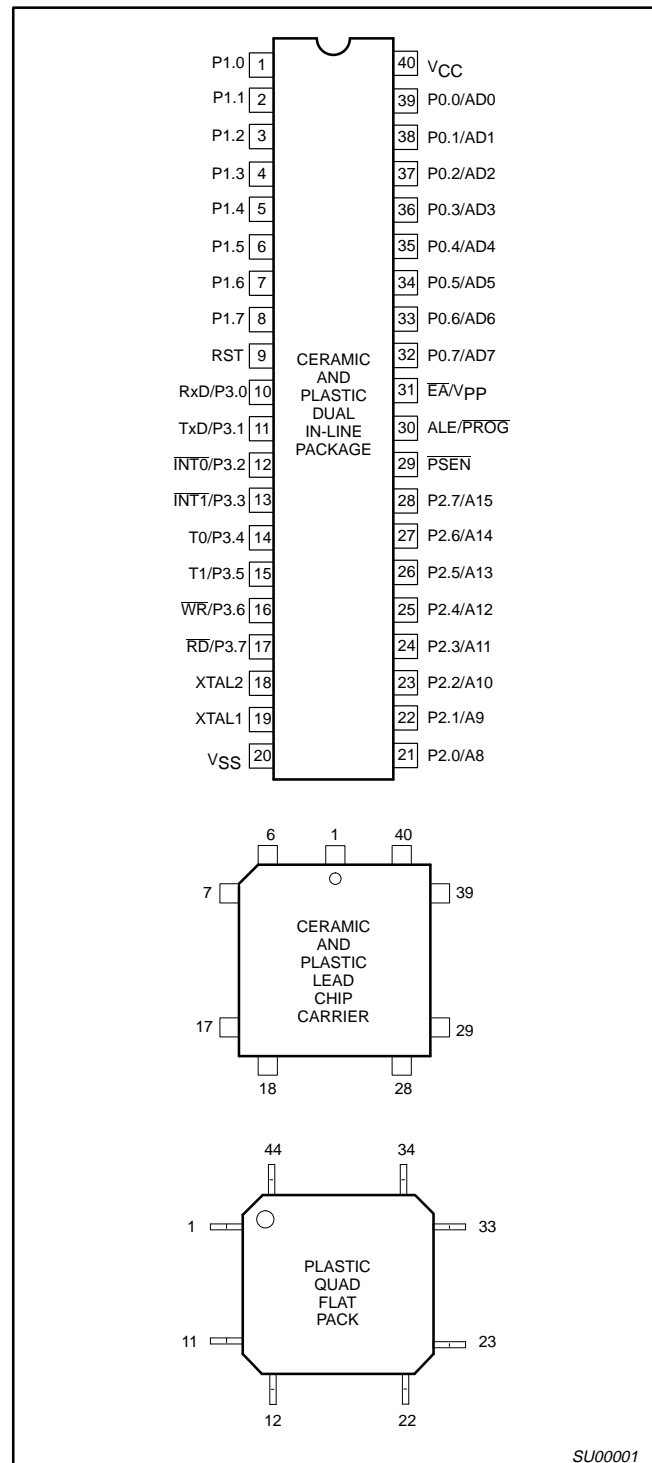 P1.0 1 40 VCC
P1.1 2 39 P0.0/AD0
P1.2 3 38 P0.1/AD1
P1.3 4 37 P0.2/AD2
P1.4 5 36 P0.3/AD3
P1.5 6 35 P0.4/AD4
P1.6 7 34 P0.5/AD5
P1.7 8 33 P0.6/AD6
RST 9 32 P0.7/AD7
RxD/P3.0 10 31 E̅A̅/VPP
TxD/P3.1 11 30 ALE/P̅R̅O̅G̅
I̅N̅T̅0̅/P3.2 12 29 P̅S̅E̅N̅
I̅N̅T̅1̅/P3.3 13 28 P2.7/A15
T0/P3.4 14 27 P2.6/A14
T1/P3.5 15 26 P2.5/A13
W̅R̅/P3.6 16 25 P2.4/A12
R̅D̅/P3.7 17 24 P2.3/A11
XTAL2 18 23 P2.2/A10
XTAL1 19 22 P2.1/A9
VSS 20 21 P2.0/A8
CERAMIC
AND
PLASTIC
DUAL
IN-LINE
PACKAGE
6 1 40
7 39
CERAMIC
AND
PLASTIC
LEAD
CHIP
CARRIER
17 29
18 28
44 34
1 33
PLASTIC
QUAD
FLAT
PACK
11 23
12 22
SU00001